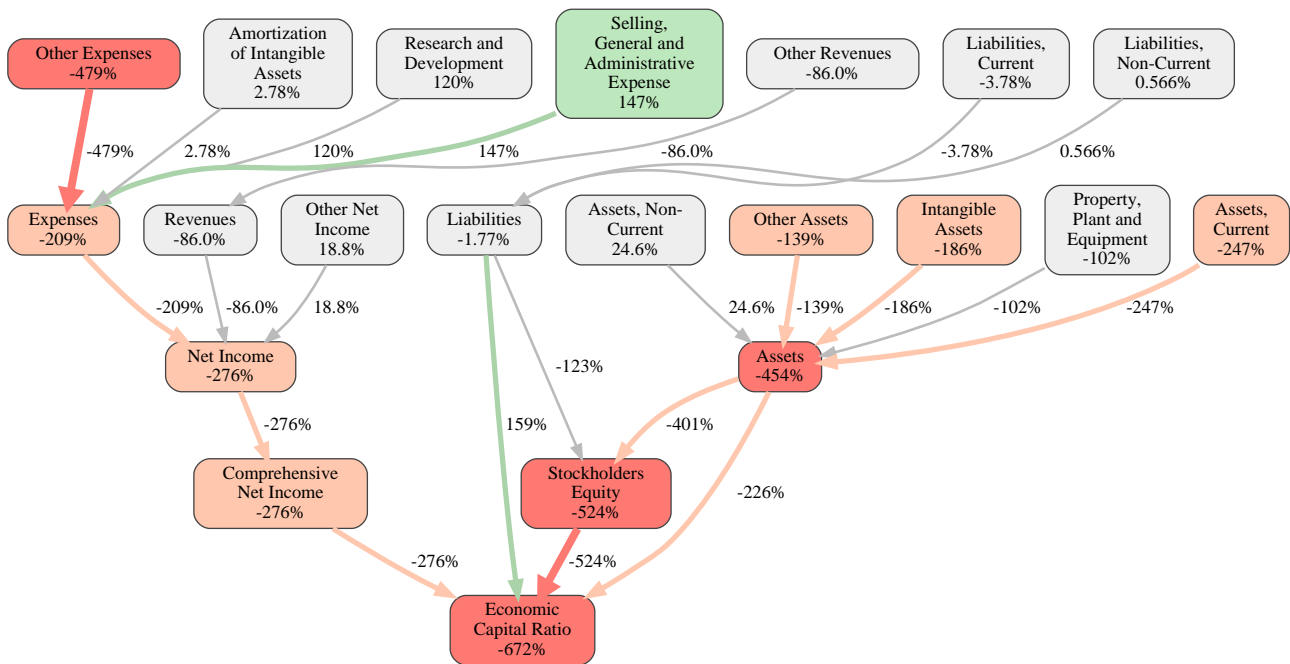 Other Expenses
-479%
Amortization
of Intangible
Assets
2.78%
Research and
Development
120%
Selling,
General and
Administrative
Expense
147%
Other Revenues
-86.0%
Liabilities,
Current
-3.78%
Liabilities,
Non-Current
0.566%
-479%
2.78%
120%
147%
-86.0%
-3.78%
0.566%
Expenses
-209%
Revenues
-86.0%
Other Net
Income
18.8%
Liabilities
-1.77%
Assets, Non-
Current
24.6%
Other Assets
-139%
Intangible
Assets
-186%
Property,
Plant and
Equipment
-102%
Assets,
Current
-247%
-209%
-86.0%
18.8%
24.6%
-139%
-186%
-102%
-247%
Net Income
-276%
-123%
Assets
-454%
-276%
159%
-401%
Comprehensive
Net Income
-276%
Stockholders
Equity
-524%
-226%
-276%
-524%
Economic
Capital Ratio
-672%